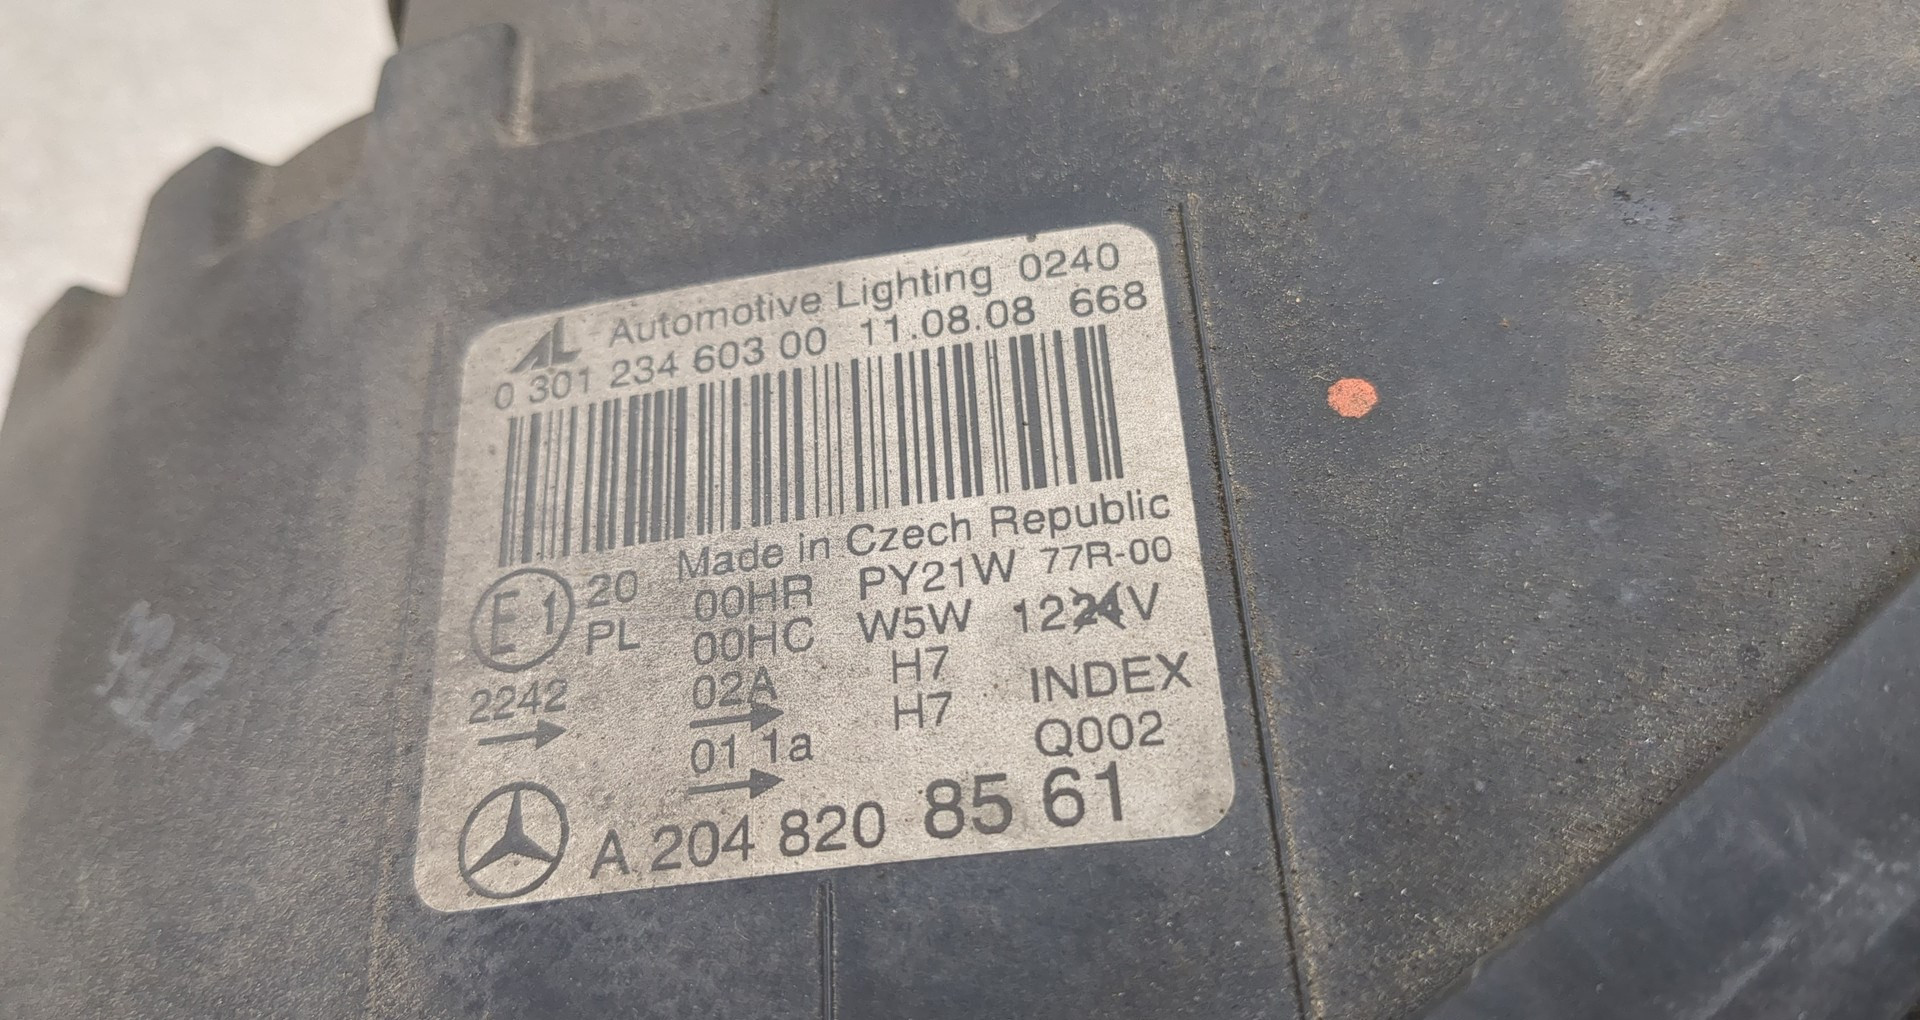 AL Automotive Lighting 0240
0 301 234 603 00 11.08.08 668
Made in Czech Republic
E1 20 00HR PY21W 77R-00
PL 00HC W5W 1224V
2242 02A H7 INDEX
→ → H7
01 1a Q002
→
A 204 820 85 61